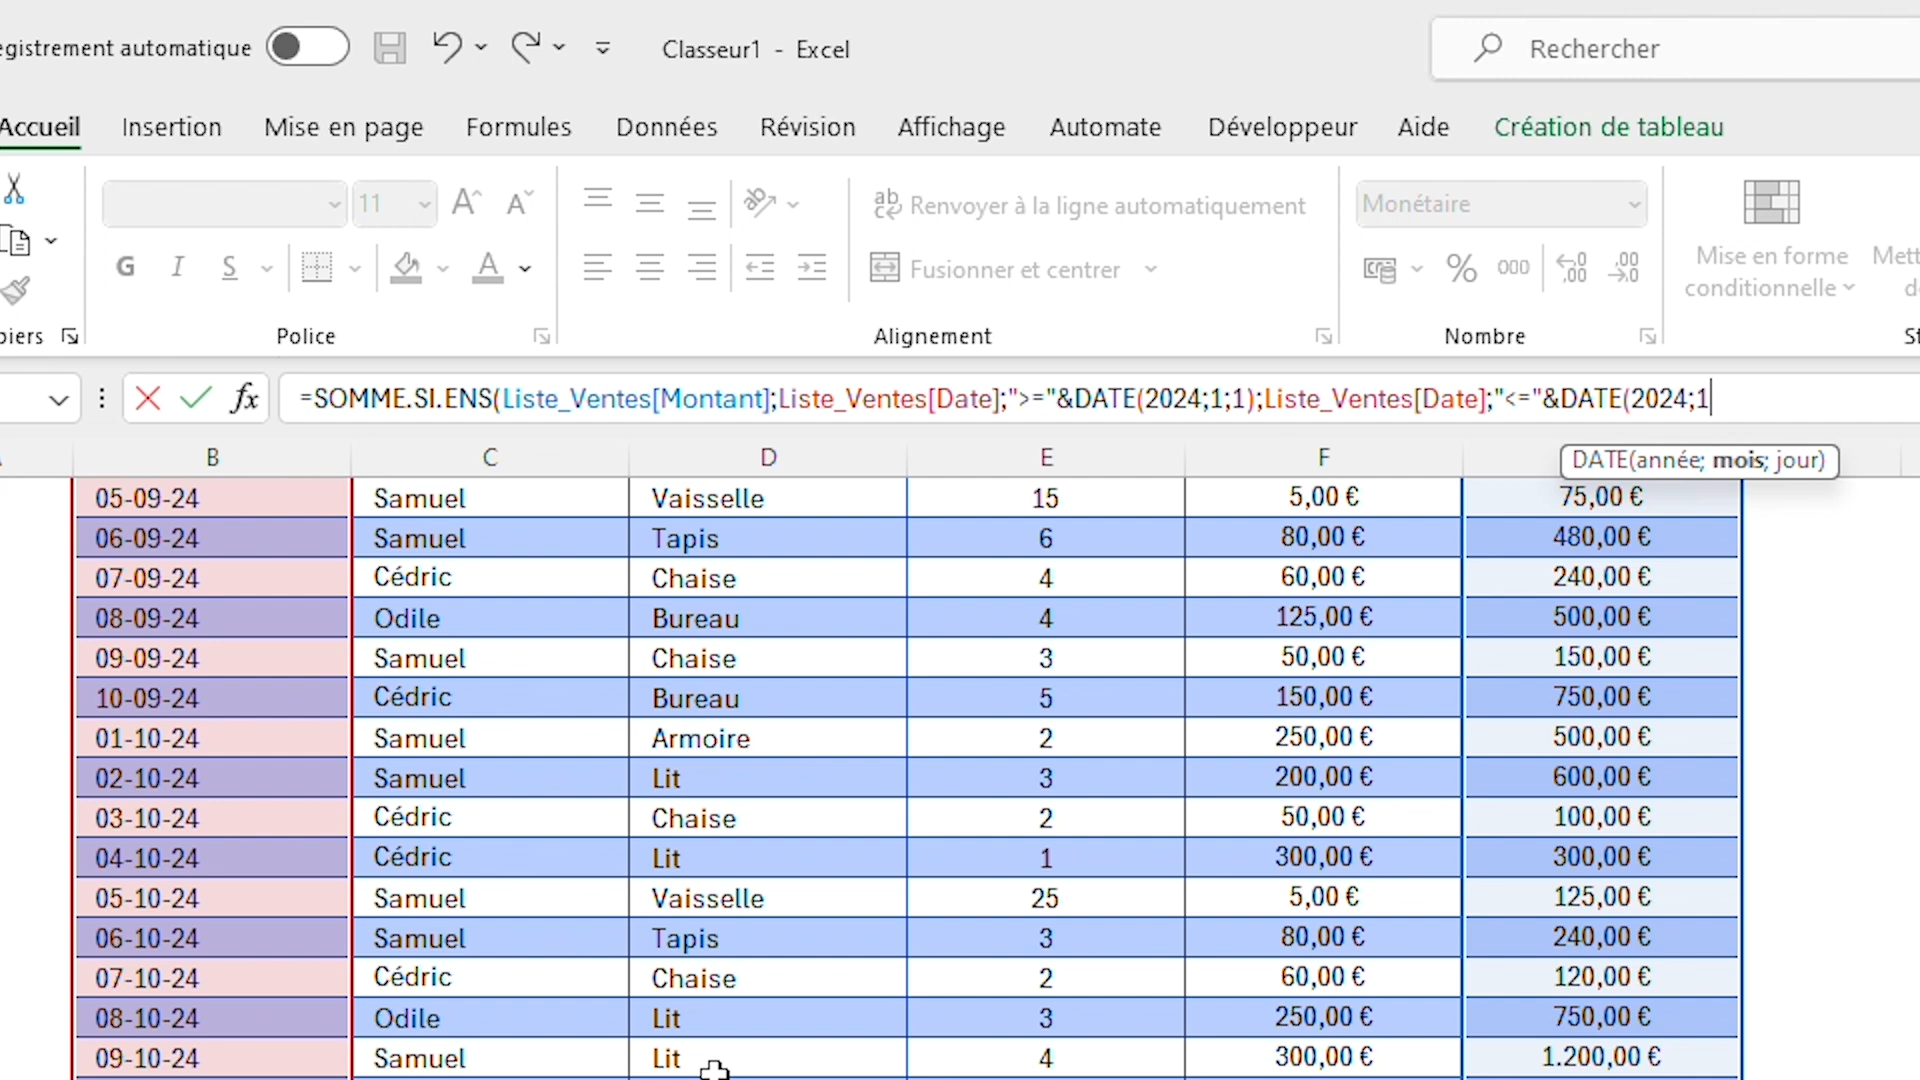 egistrement automatique Classeur1 - Excel Rechercher
Accueil Insertion Mise en page Formules Données Révision Affichage Automate Développeur Aide Création de tableau
11 A A ab c Renvoyer à la ligne automatiquement Monétaire
G I S A Fusionner et centrer % 000 ,00 ,00 Mise en forme conditionnelle
Police Alignement Nombre
fx =SOMME.SI.ENS(Liste_Ventes[Montant];Liste_Ventes[Date];">="&DATE(2024;1;1);Liste_Ventes[Date];"<="&DATE(2024;1
DATE(année; mois; jour)
B C D E F
05-09-24 Samuel Vaisselle 15 5,00 € 75,00 €
06-09-24 Samuel Tapis 6 80,00 € 480,00 €
07-09-24 Cédric Chaise 4 60,00 € 240,00 €
08-09-24 Odile Bureau 4 125,00 € 500,00 €
09-09-24 Samuel Chaise 3 50,00 € 150,00 €
10-09-24 Cédric Bureau 5 150,00 € 750,00 €
01-10-24 Samuel Armoire 2 250,00 € 500,00 €
02-10-24 Samuel Lit 3 200,00 € 600,00 €
03-10-24 Cédric Chaise 2 50,00 € 100,00 €
04-10-24 Cédric Lit 1 300,00 € 300,00 €
05-10-24 Samuel Vaisselle 25 5,00 € 125,00 €
06-10-24 Samuel Tapis 3 80,00 € 240,00 €
07-10-24 Cédric Chaise 2 60,00 € 120,00 €
08-10-24 Odile Lit 3 250,00 € 750,00 €
09-10-24 Samuel Lit 4 300,00 € 1.200,00 €